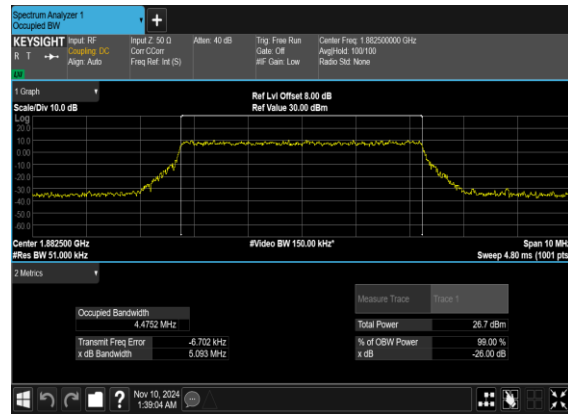 Spectrum Analyzer 1
Occupied BW
+
KEYSIGHT
R T
LXI
Input: RF
Coupling: DC
Align: Auto
Input Z: 50 Ω
Corr CCorr
Freq Ref: Int (S)
Atten: 40 dB
Trig: Free Run
Gate: Off
#IF Gain: Low
Center Freq: 1.882500000 GHz
Avg|Hold: 100/100
Radio Std: None
1 Graph
Scale/Div 10.0 dB
Ref Lvl Offset 8.00 dB
Ref Value 30.00 dBm
Log
20.0
10.0
0.00
-10.0
-20.0
-30.0
-40.0
-50.0
-60.0
Center 1.882500 GHz
#Res BW 51.000 kHz
#Video BW 150.00 kHz*
Span 10 MHz
Sweep 4.80 ms (1001 pts
2 Metrics
Measure Trace Trace 1
Occupied Bandwidth
4.4752 MHz
Total Power 26.7 dBm
Transmit Freq Error -6.702 kHz
% of OBW Power 99.00 %
x dB Bandwidth 5.093 MHz
x dB -26.00 dB
?
Nov 10, 2024
1:39:04 AM